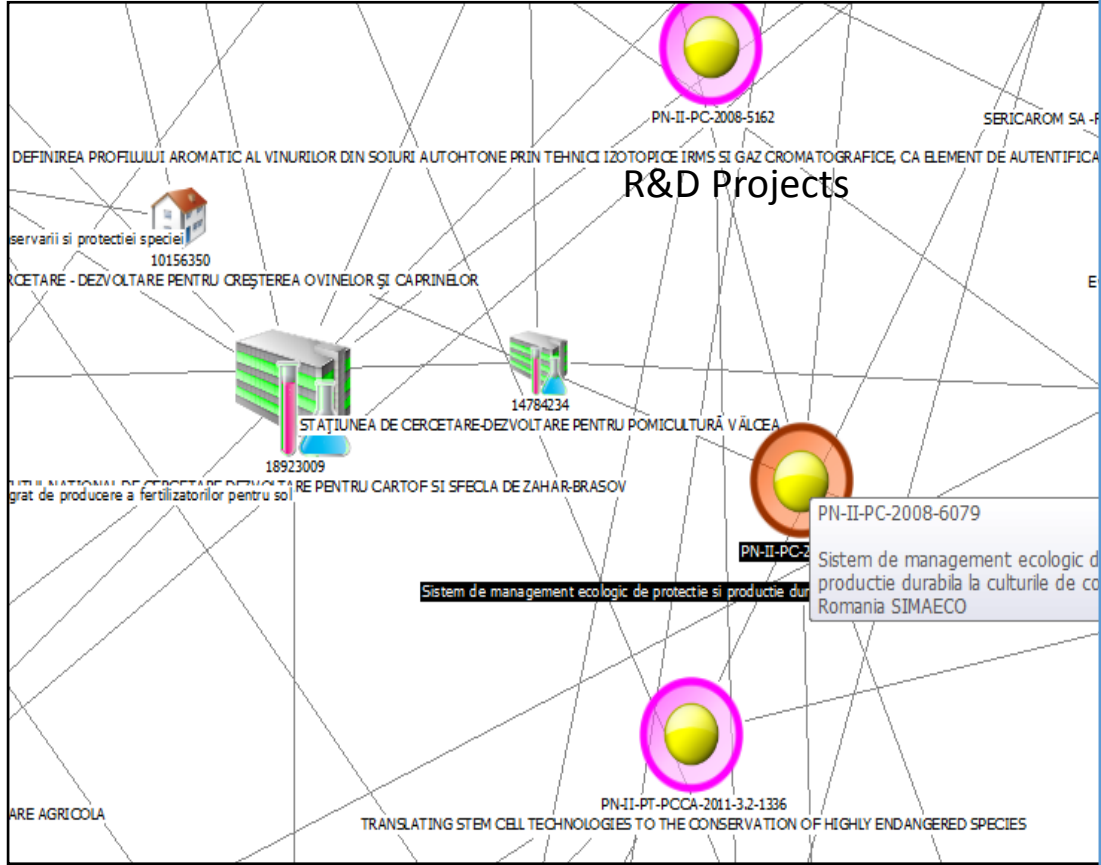 PN-II-PC-2008-5162
SERICAROM SA -
DEFINIREA PROFILULUI AROMATIC AL VINURILOR DIN SOIURI AUTOHTONE PRIN TEHNICI IZOTOPICE IRMS SI GAZ CROMATOGRAFICE, CA ELEMENT DE AUTENTIFICA
R&D Projects
servarii si protectiei speciei
10156350
RCETARE - DEZVOLTARE PENTRU CREŞTEREA OVINELOR ŞI CAPRINELOR
14784234
STAŢIUNEA DE CERCETARE-DEZVOLTARE PENTRU POMICULTURĂ VÂLCEA
18923009
DEZVOLTARE PENTRU CARTOF SI SFECLA DE ZAHAR-BRASOV
grat de producere a fertilizatorilor pentru sol
PN-II-PC-2
Sistem de management ecologic de protectie si productie dur
PN-II-PC-2008-6079
Sistem de management ecologic d
productie durabila la culturile de co
Romania SIMAECO
PN-II-PT-PCCA-2011-3.2-1336
ARE AGRICOLA
TRANSLATING STEM CELL TECHNOLOGIES TO THE CONSERVATION OF HIGHLY ENDANGERED SPECIES